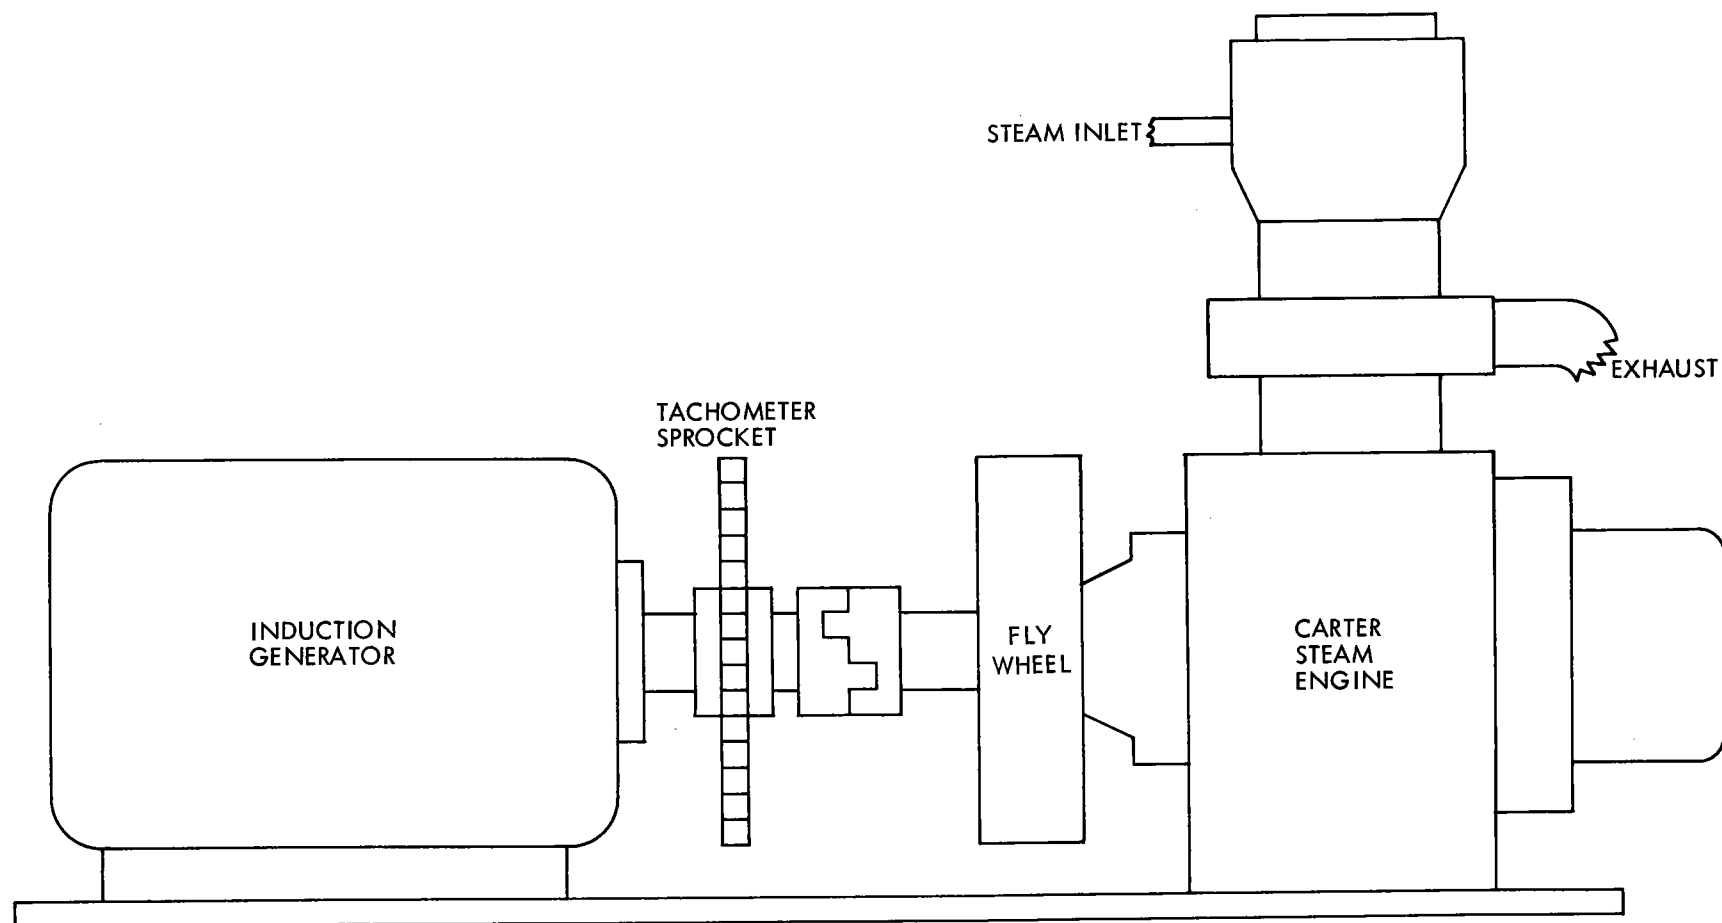 STEAM INLET
EXHAUST
TACHOMETER
SPROCKET
INDUCTION
GENERATOR
FLY
WHEEL
CARTER
STEAM
ENGINE